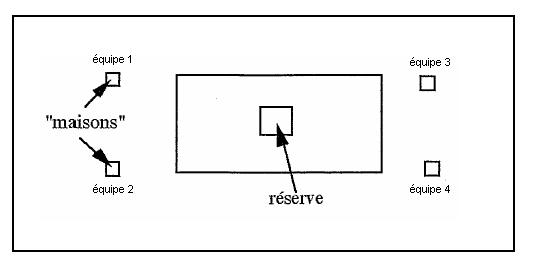 équipe 1
équipe 3
"maisons"
équipe 2
équipe 4
réserve